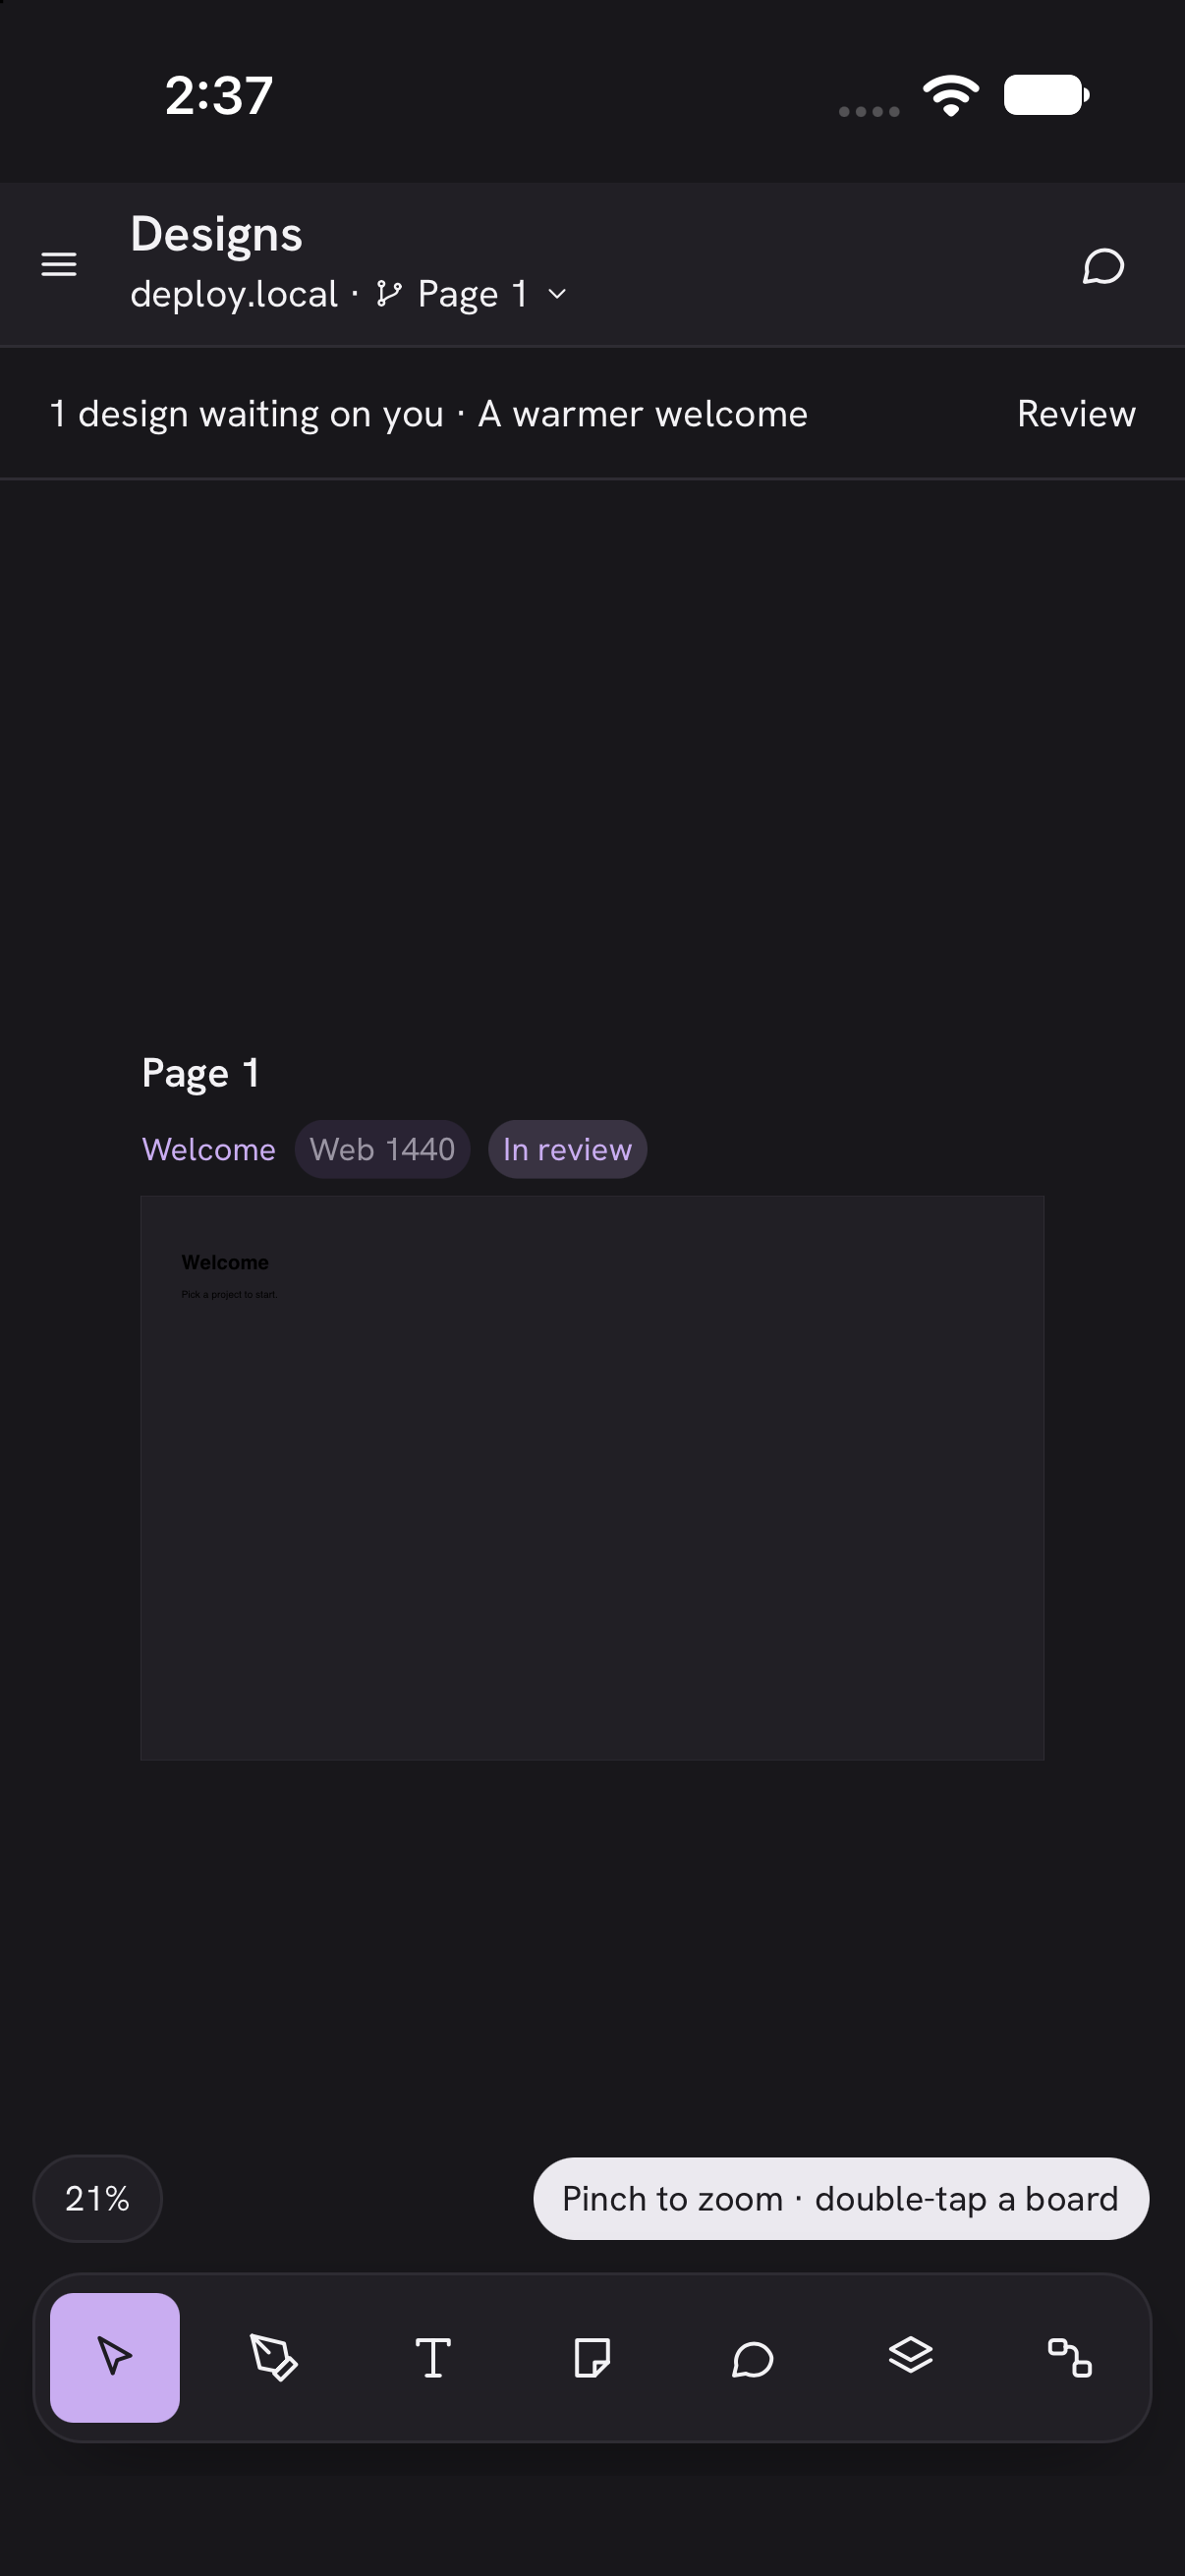 2:37
Designs
deploy.local · Page 1
1 design waiting on you · A warmer welcome
Review
Page 1
Welcome
Web 1440
In review
Welcome
Pick a project to start.
21%
Pinch to zoom · double-tap a board